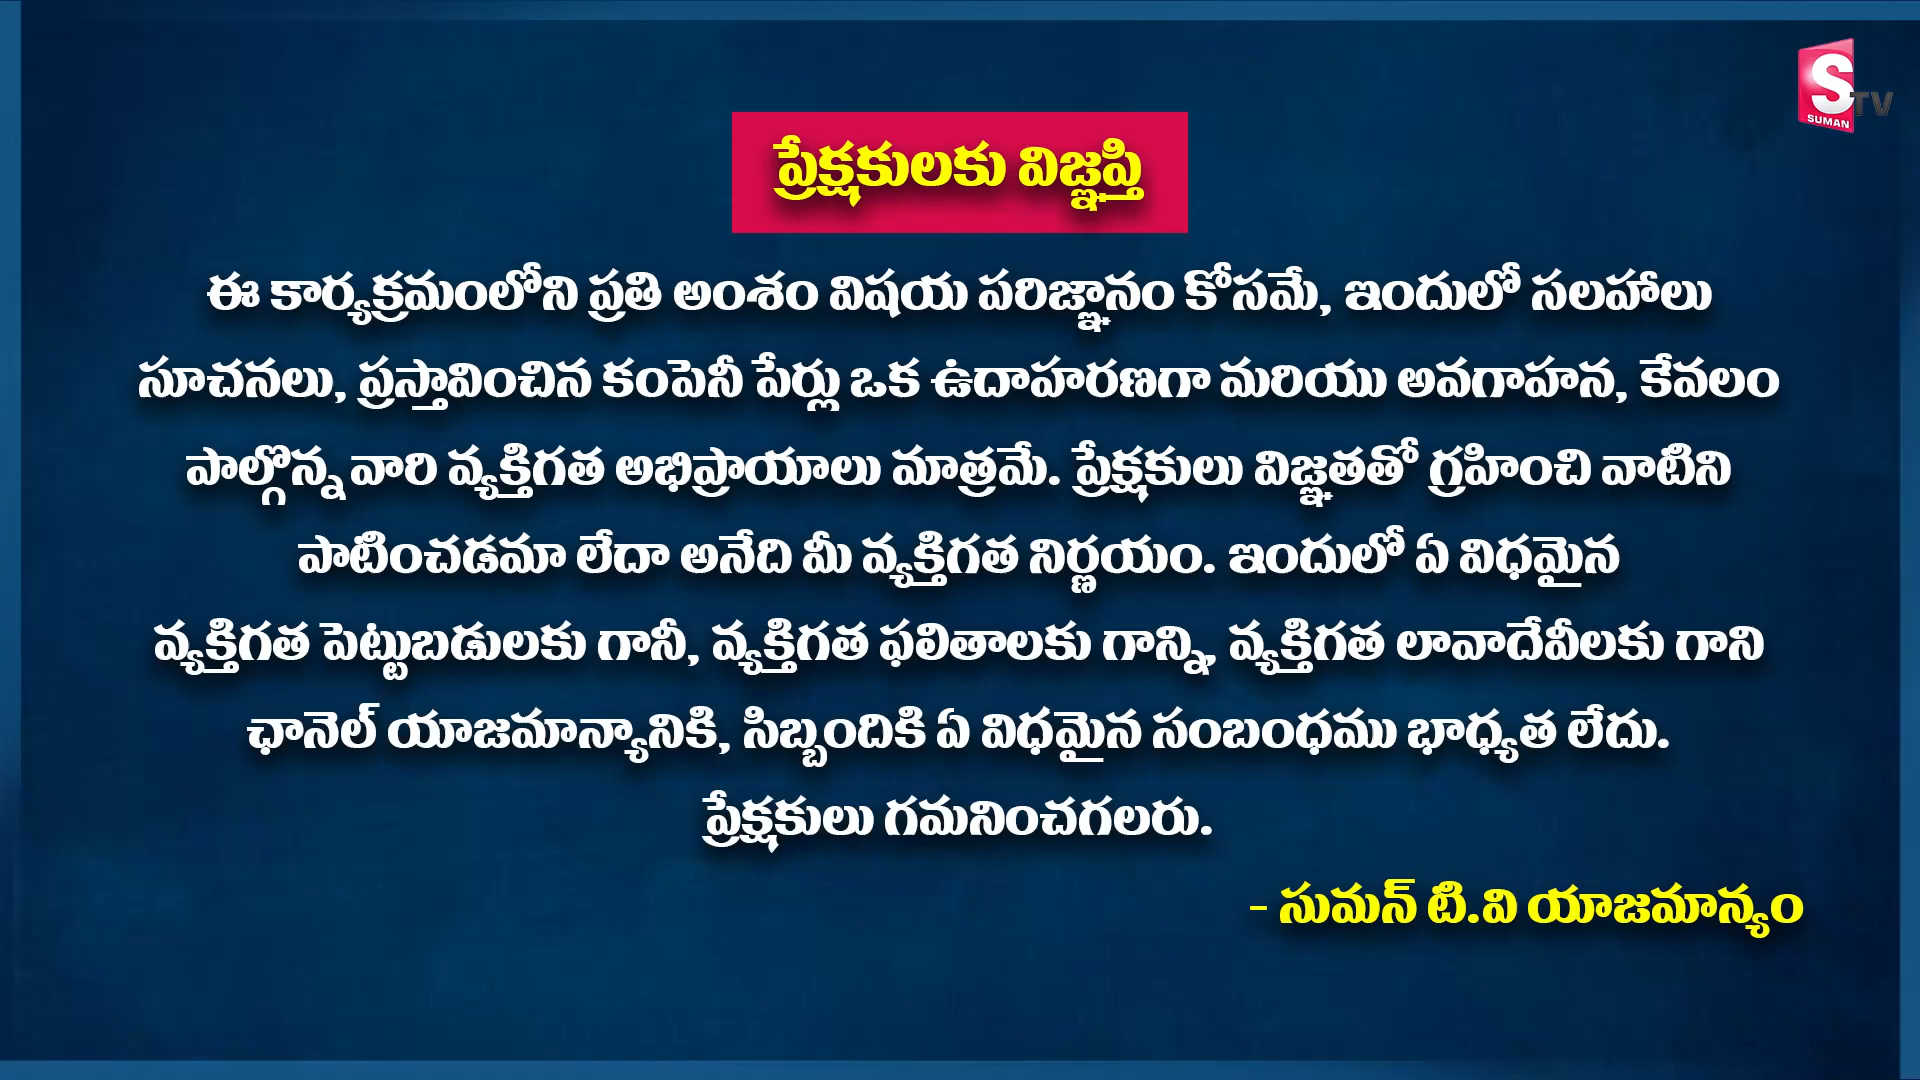 S TV
SUMAN
ప్రేక్షకులకు విజ్ఞప్తి
ఈ కార్యక్రమంలోని ప్రతి అంశం విషయ పరిజ్ఞానం కోసమే, ఇందులో సలహాలు
సూచనలు, ప్రస్తావించిన కంపెనీ పేర్లు ఒక ఉదాహరణగా మరియు అవగాహన, కేవలం
పాల్గొన్న వారి వ్యక్తిగత అభిప్రాయాలు మాత్రమే. ప్రేక్షకులు విజ్ఞతతో గ్రహించి వాటిని
పాటించడమా లేదా అనేది మీ వ్యక్తిగత నిర్ణయం. ఇందులో ఏ విధమైన
వ్యక్తిగత పెట్టుబడులకు గానీ, వ్యక్తిగత ఫలితాలకు గాన్ని, వ్యక్తిగత లావాదేవీలకు గాని
ఛానెల్ యాజమాన్యానికి, సిబ్బందికి ఏ విధమైన సంబంధము భాధ్యత లేదు.
ప్రేక్షకులు గమనించగలరు.
- సుమన్ టి.వి యాజమాన్యం